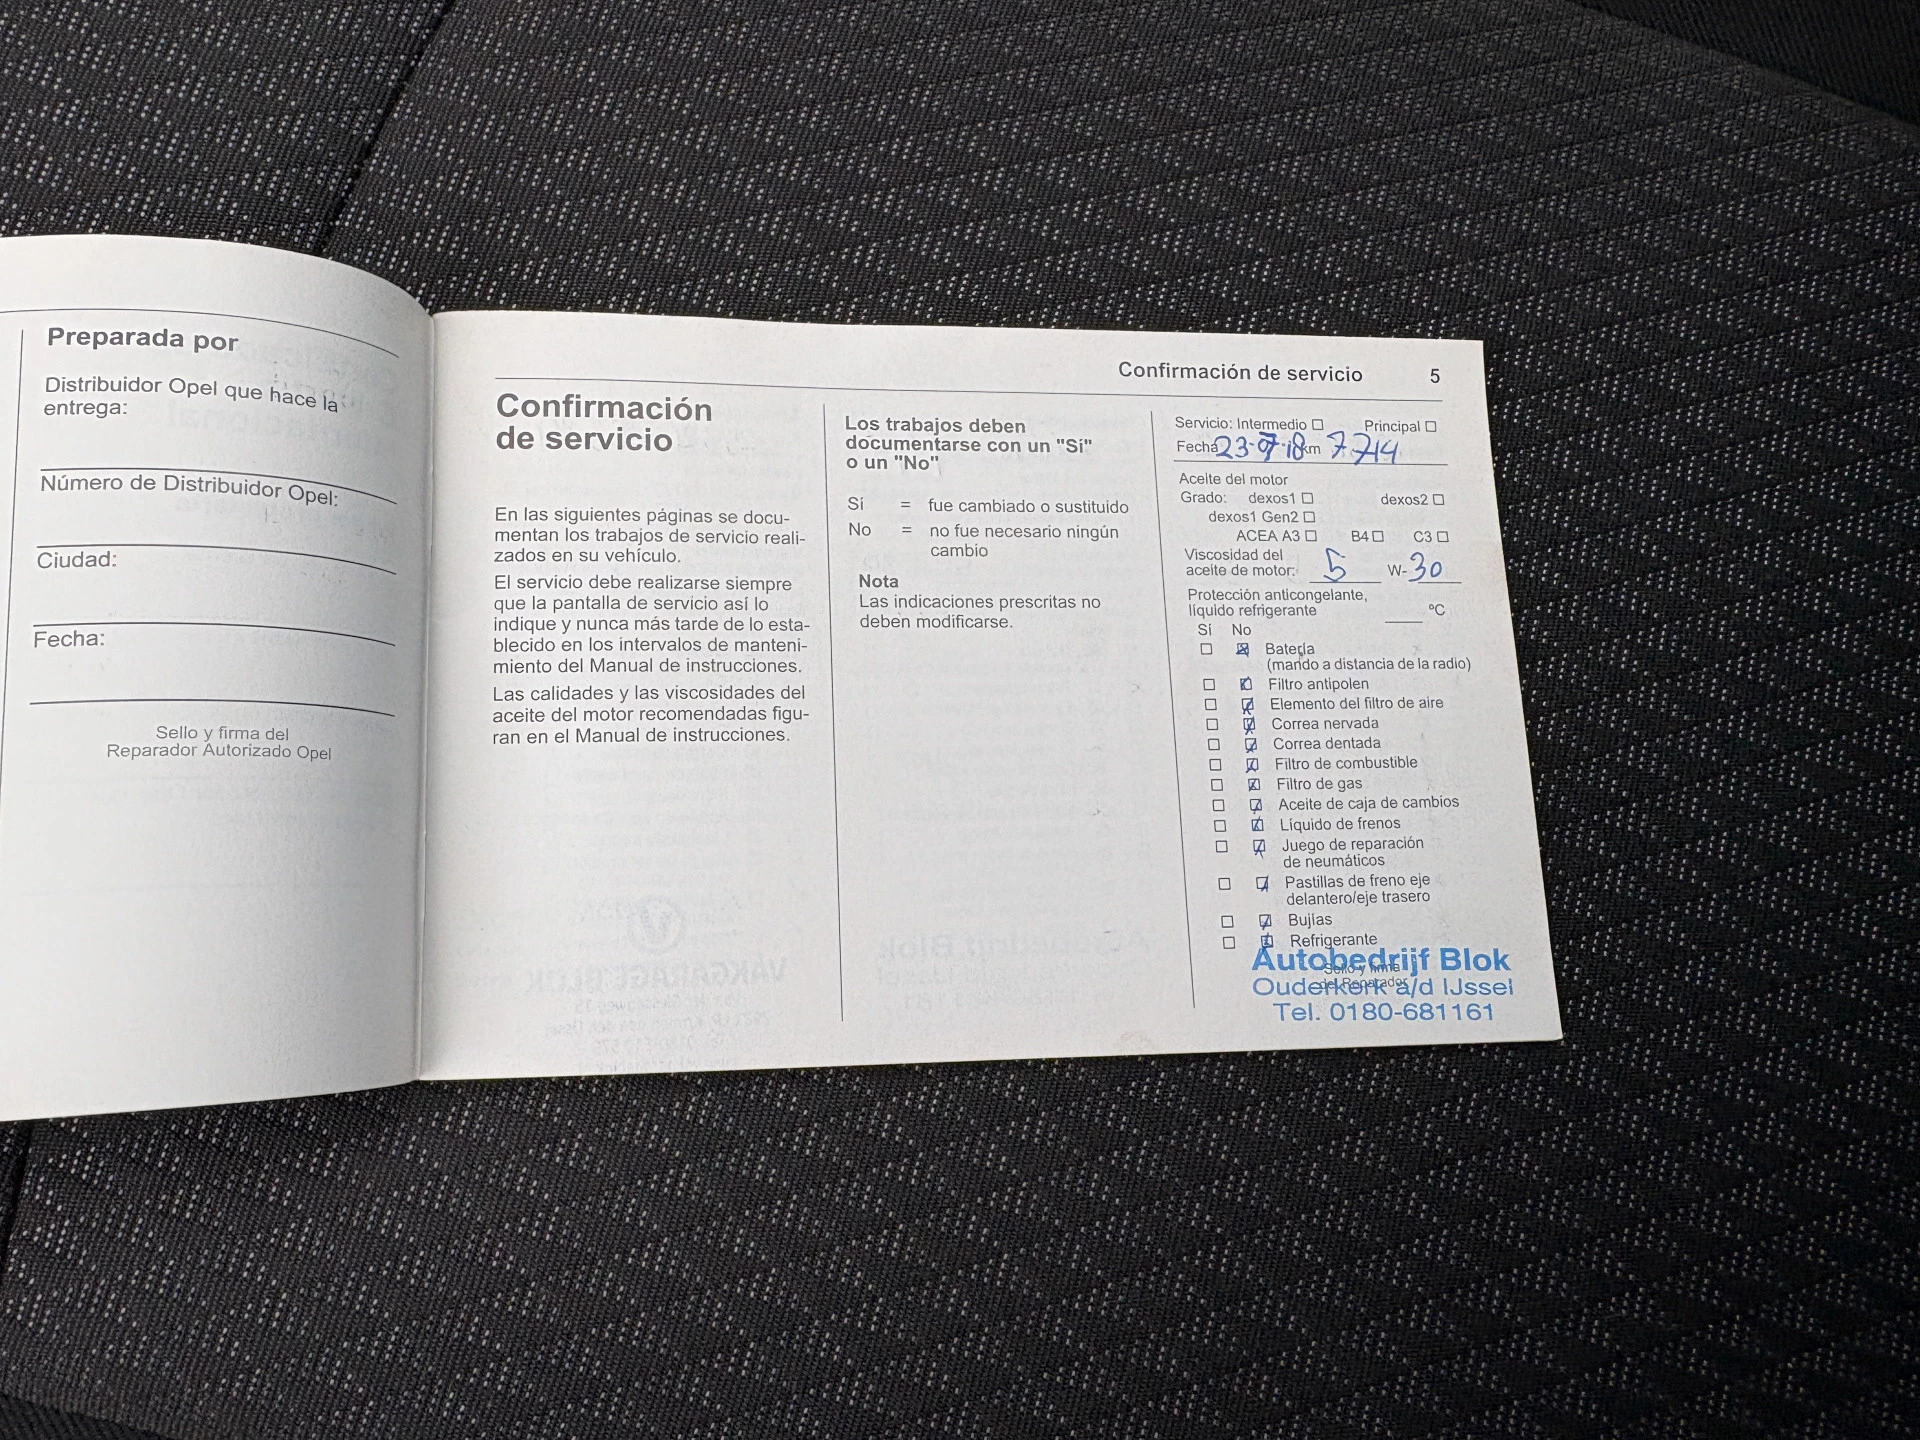 Preparada por
Distribuidor Opel que hace la
entrega:
Número de Distribuidor Opel:
Ciudad:
Fecha:
Sello y firma del
Reparador Autorizado Opel
Confirmación de servicio 5
Confirmación
de servicio
En las siguientes páginas se docu-
mentan los trabajos de servicio reali-
zados en su vehículo.
El servicio debe realizarse siempre
que la pantalla de servicio así lo
indique y nunca más tarde de lo esta-
blecido en los intervalos de manteni-
miento del Manual de instrucciones.
Las calidades y las viscosidades del
aceite del motor recomendadas figu-
ran en el Manual de instrucciones.
Los trabajos deben
documentarse con un "Sí"
o un "No"
Sí = fue cambiado o sustituido
No = no fue necesario ningún
cambio
Nota
Las indicaciones prescritas no
deben modificarse.
Servicio: Intermedio Principal
Fecha 23-7-18 km 7.714
Aceite del motor
Grado: dexos1 dexos2
dexos1 Gen2
ACEA A3 B4 C3
Viscosidad del
aceite de motor: 5 W-30
Protección anticongelante,
líquido refrigerante ºC
Sí No
Batería
(mando a distancia de la radio)
Filtro antipolen
Elemento del filtro de aire
Correa nervada
Correa dentada
Filtro de combustible
Filtro de gas
Aceite de caja de cambios
Líquido de frenos
Juego de reparación
de neumáticos
Pastillas de freno eje
delantero/eje trasero
Bujías
Refrigerante
Autobedrijf Blok
Sello y firma
Ouderkerk a/d IJssel
del Reparador
Tel. 0180-681161